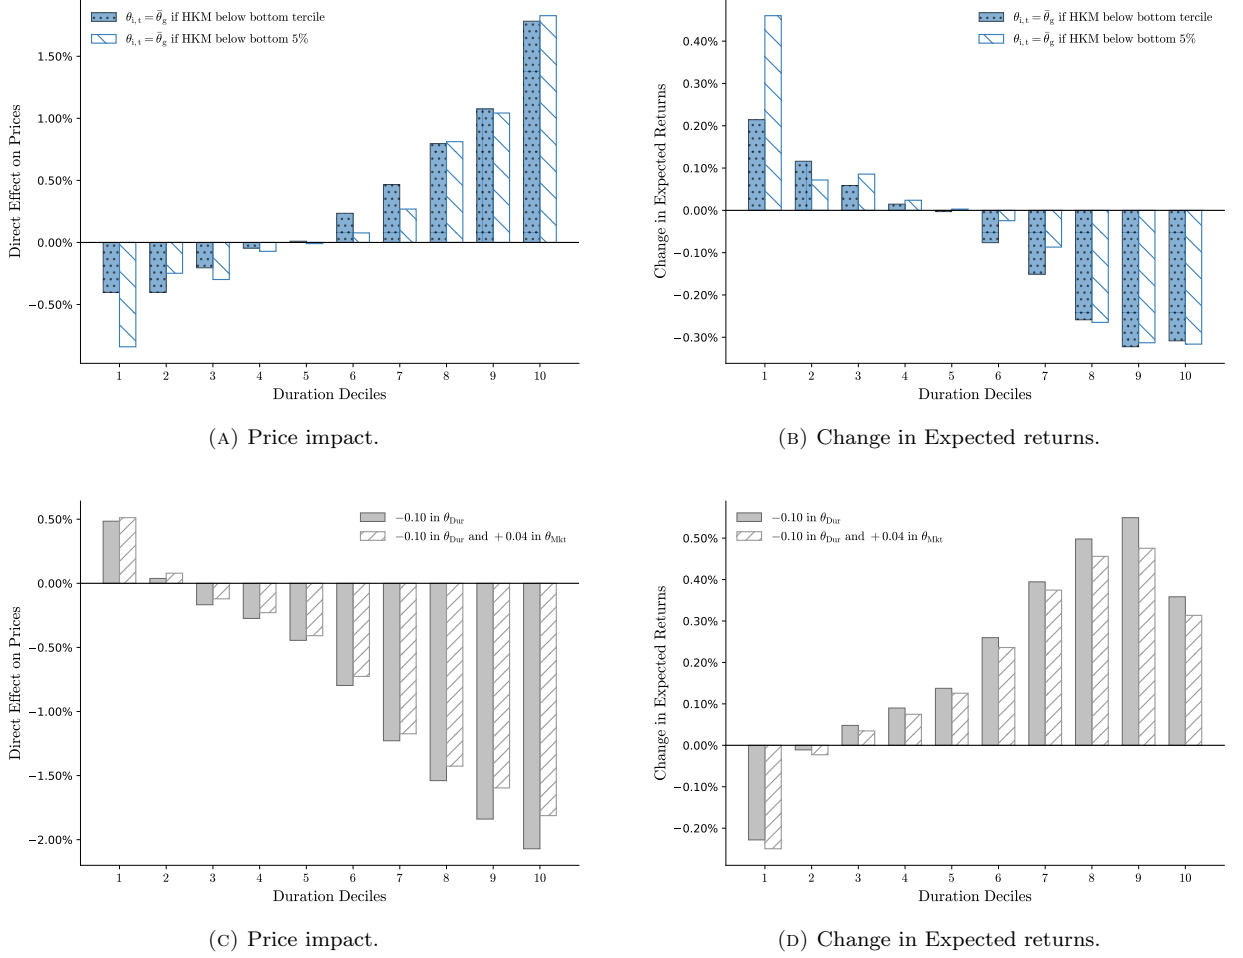 θi,t = θ̄g if HKM below bottom tercile
θi,t = θ̄g if HKM below bottom 5%
1.50%
1.00%
0.50%
0.00%
−0.50%
Direct Effect on Prices
1 2 3 4 5 6 7 8 9 10
Duration Deciles
(A) Price impact.
θi,t = θ̄g if HKM below bottom tercile
θi,t = θ̄g if HKM below bottom 5%
0.40%
0.30%
0.20%
0.10%
0.00%
−0.10%
−0.20%
−0.30%
Change in Expected Returns
1 2 3 4 5 6 7 8 9 10
Duration Deciles
(B) Change in Expected returns.
−0.10 in θDur
−0.10 in θDur and +0.04 in θMkt
0.50%
0.00%
−0.50%
−1.00%
−1.50%
−2.00%
Direct Effect on Prices
1 2 3 4 5 6 7 8 9 10
Duration Deciles
(C) Price impact.
−0.10 in θDur
−0.10 in θDur and +0.04 in θMkt
0.50%
0.40%
0.30%
0.20%
0.10%
0.00%
−0.10%
−0.20%
Change in Expected Returns
1 2 3 4 5 6 7 8 9 10
Duration Deciles
(D) Change in Expected returns.